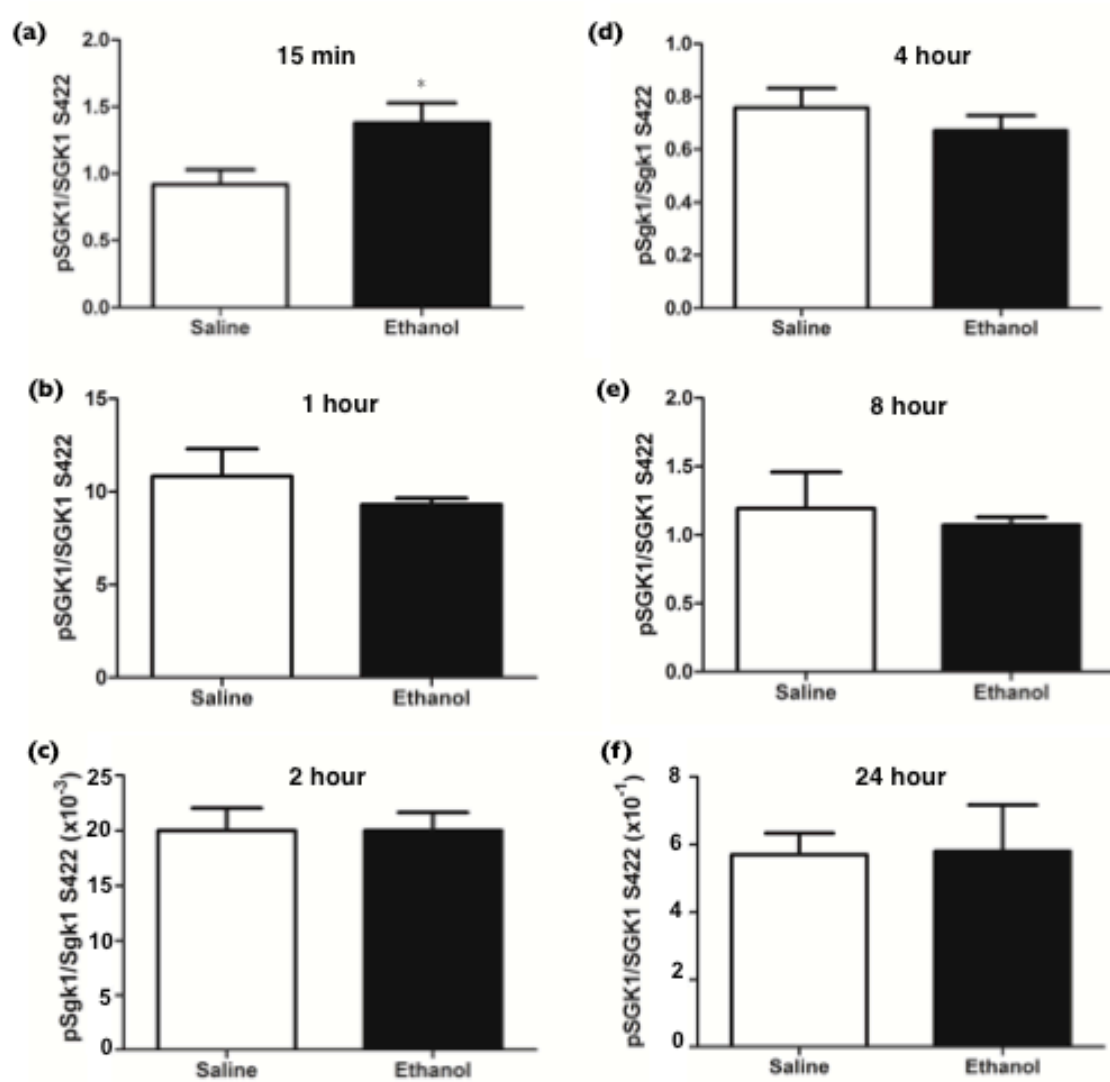 (a)
15 min
*
pSGK1/SGK1 S422
2.0
1.5
1.0
0.5
0.0
Saline Ethanol
(d)
4 hour
pSgk1/Sgk1 S422
1.0
0.8
0.6
0.4
0.2
0.0
Saline Ethanol
(b)
1 hour
pSGK1/SGK1 S422
15
10
5
0
Saline Ethanol
(e)
8 hour
pSGK1/SGK1 S422
2.0
1.5
1.0
0.5
0.0
Saline Ethanol
(c)
2 hour
pSgk1/Sgk1 S422 (x10⁻³)
25
20
15
10
5
0
Saline Ethanol
(f)
24 hour
pSGK1/SGK1 S422 (x10⁻¹)
8
6
4
2
0
Saline Ethanol